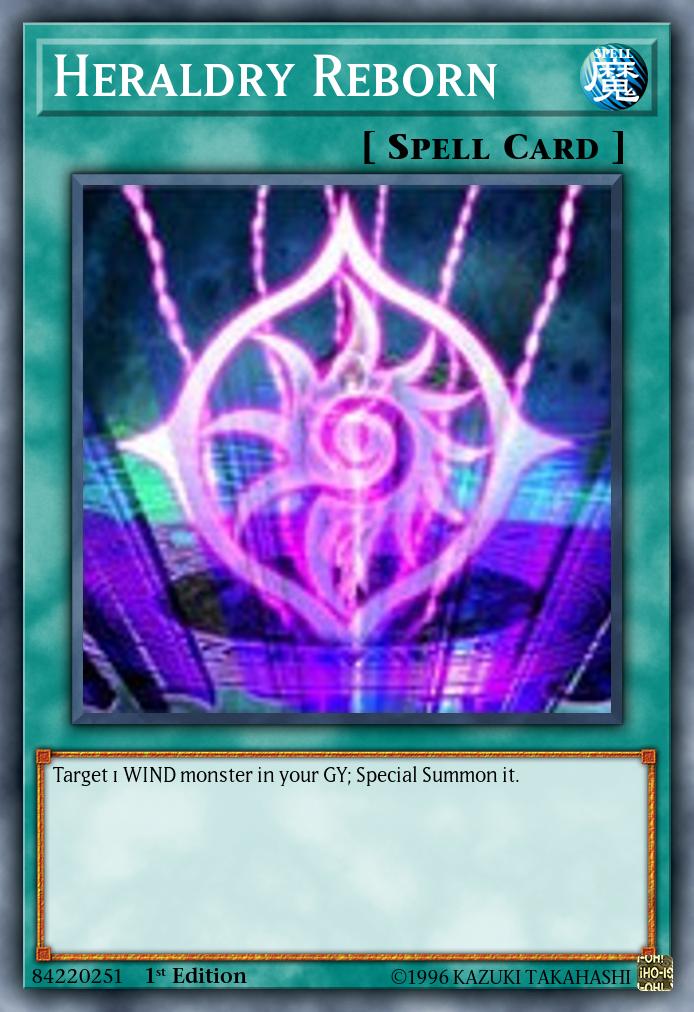 HERALDRY REBORN
SPELL
魔
[ SPELL CARD ]
Target 1 WIND monster in your GY; Special Summon it.
84220251 1st Edition ©1996 KAZUKI TAKAHASHI